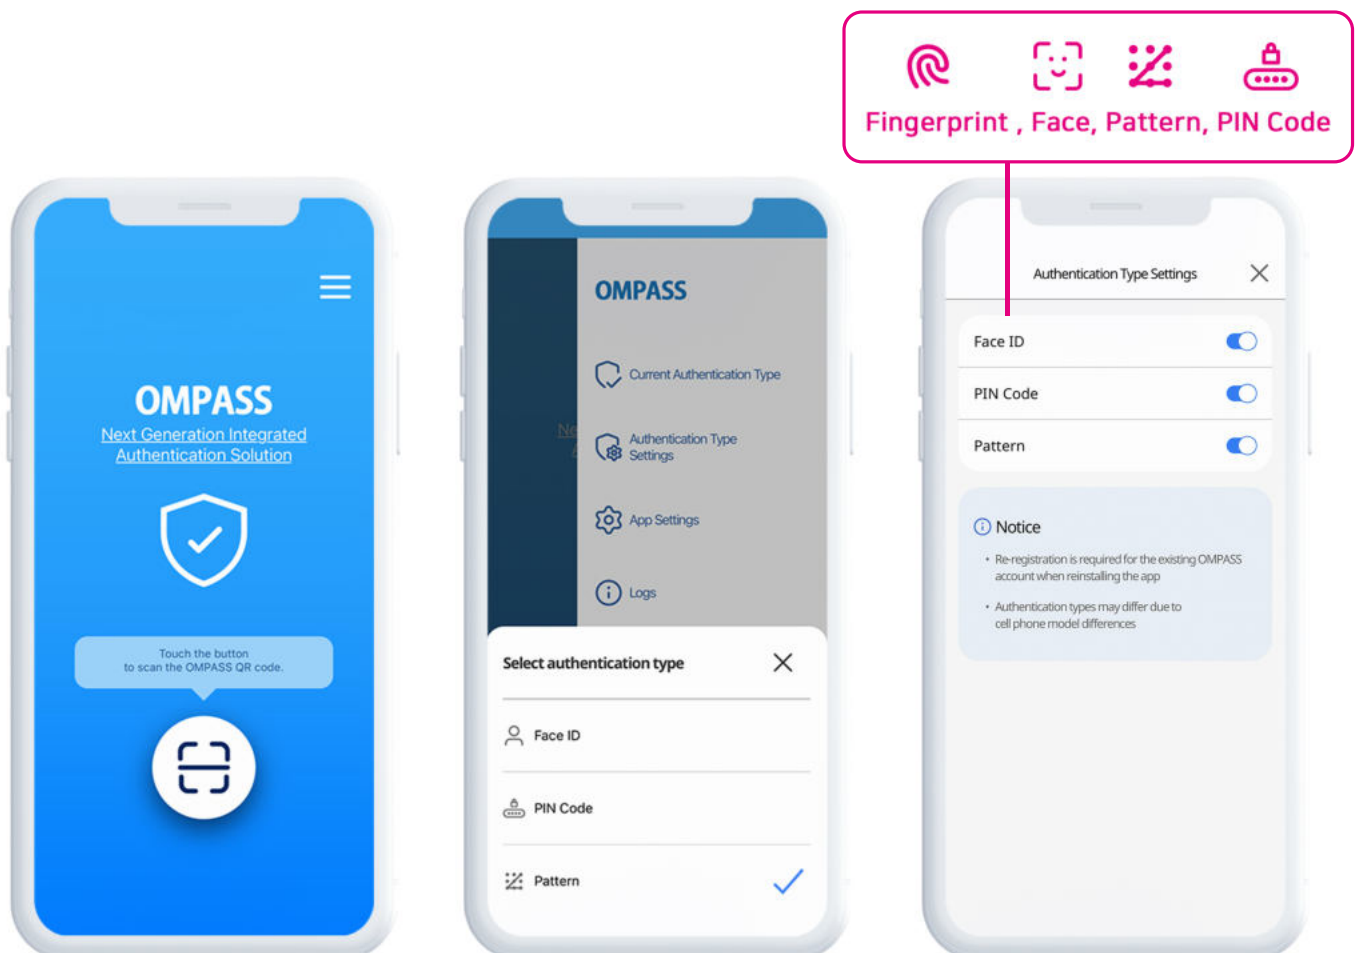 Fingerprint , Face, Pattern, PIN Code
OMPASS
Next Generation Integrated
Authentication Solution
Touch the button
to scan the OMPASS QR code.
OMPASS
Current Authentication Type
Ne
Authentication Type
Settings
App Settings
Logs
Select authentication type
Face ID
PIN Code
Pattern
Authentication Type Settings
Face ID
PIN Code
Pattern
Notice
• Re-registration is required for the existing OMPASS
account when reinstalling the app
• Authentication types may differ due to
cell phone model differences